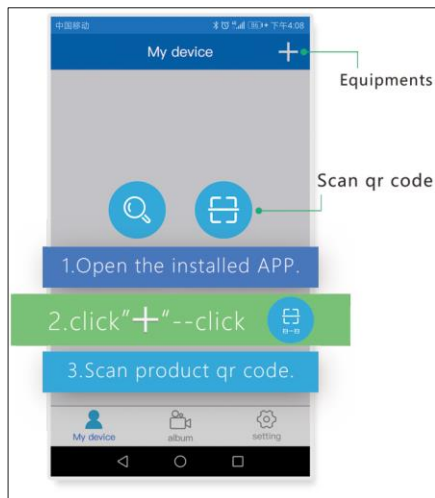 中国移动 下午4:08
My device
Equipments
Scan qr code
1.Open the installed APP.
2.click"+"--click
3.Scan product qr code.
My device album setting